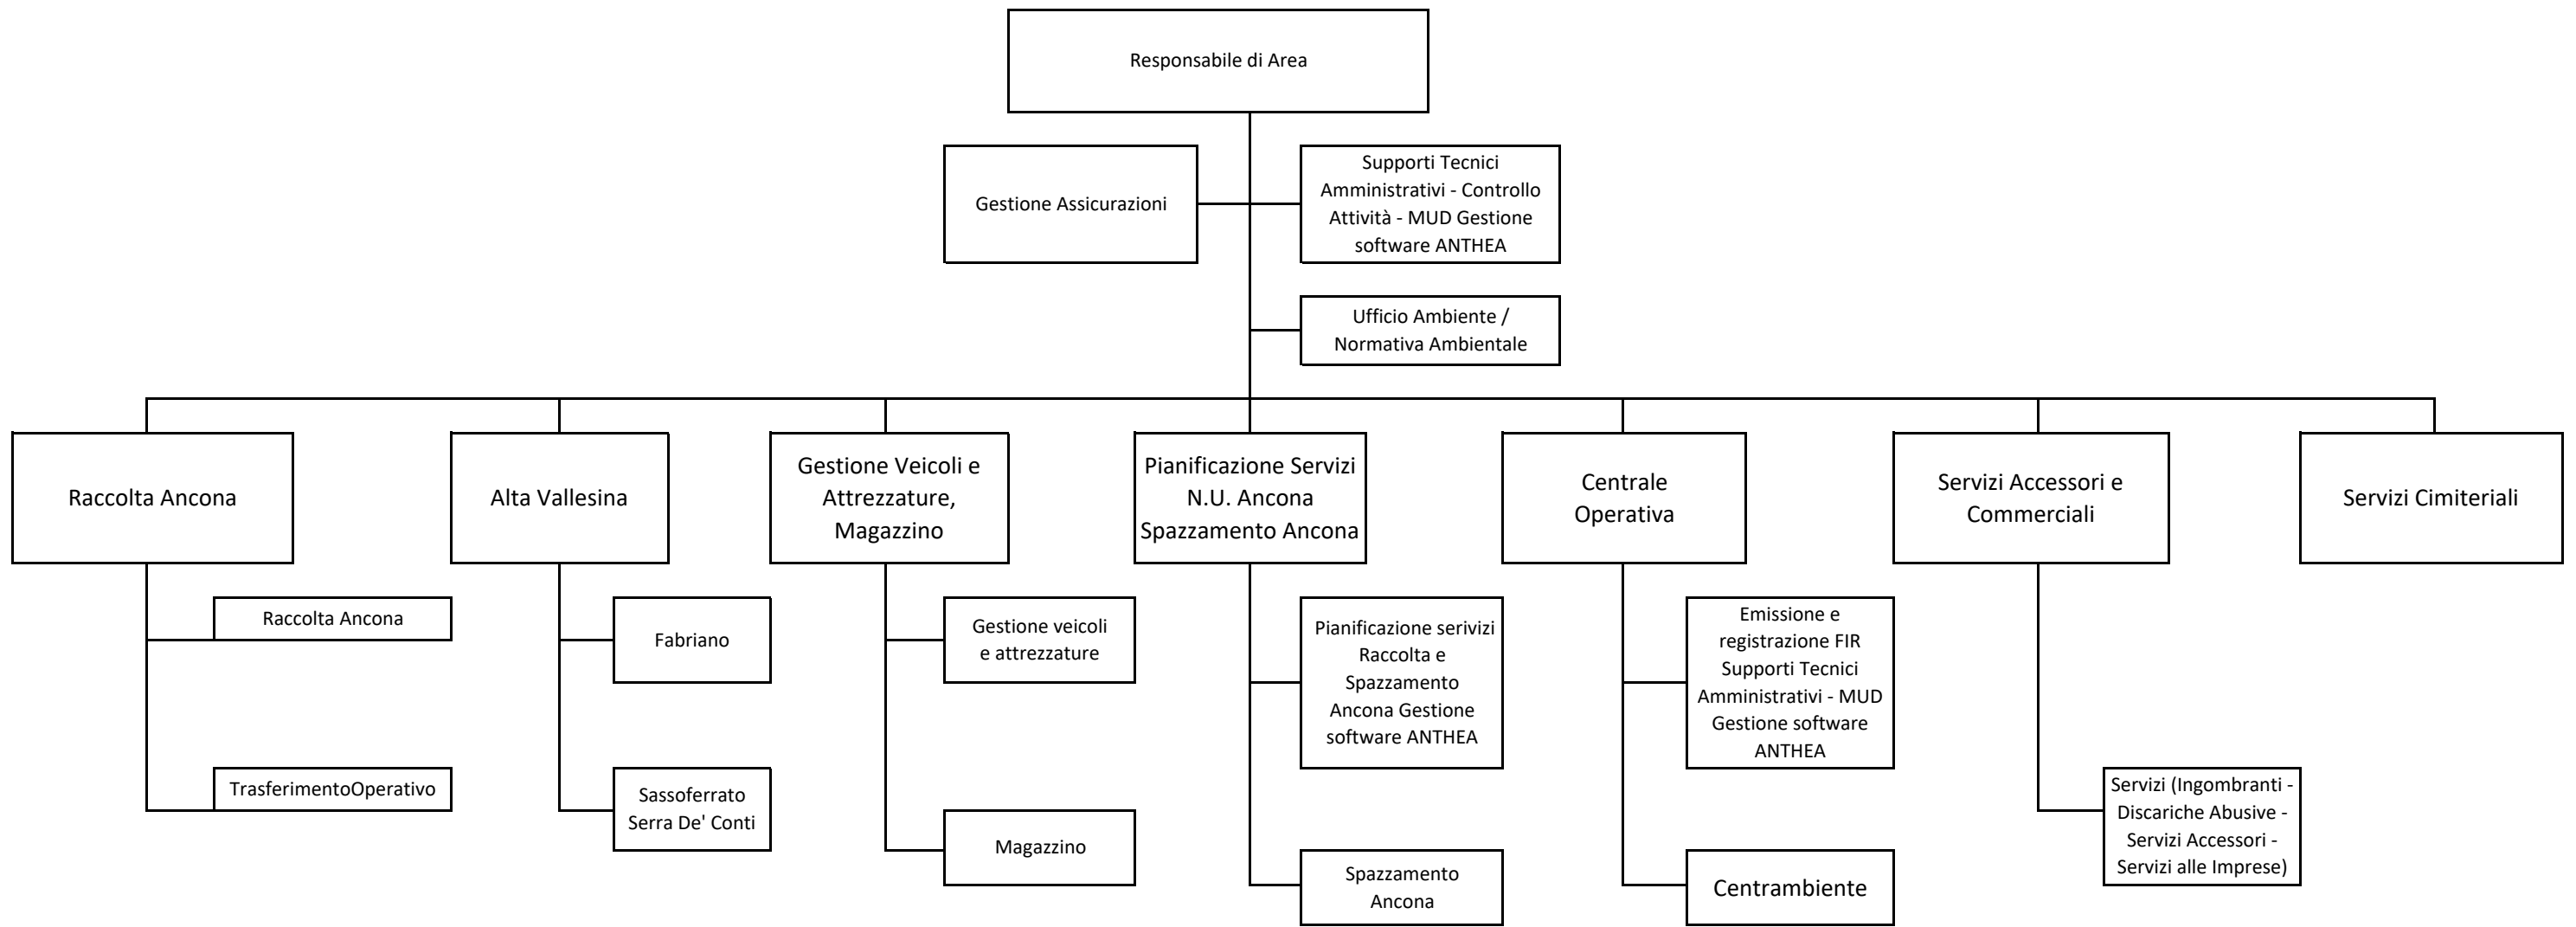 Responsabile di Area
Gestione Assicurazioni
Supporti Tecnici
Amministrativi - Controllo
Attività - MUD Gestione
software ANTHEA
Ufficio Ambiente /
Normativa Ambientale
Raccolta Ancona
Alta Vallesina
Gestione Veicoli e
Attrezzature,
Magazzino
Pianificazione Servizi
N.U. Ancona
Spazzamento Ancona
Centrale
Operativa
Servizi Accessori e
Commerciali
Servizi Cimiteriali
Raccolta Ancona
Fabriano
Gestione veicoli
e attrezzature
Pianificazione serivizi
Raccolta e
Spazzamento
Ancona Gestione
software ANTHEA
Emissione e
registrazione FIR
Supporti Tecnici
Amministrativi - MUD
Gestione software
ANTHEA
TrasferimentoOperativo
Sassoferrato
Serra De' Conti
Magazzino
Spazzamento
Ancona
Centrambiente
Servizi (Ingombranti -
Discariche Abusive -
Servizi Accessori -
Servizi alle Imprese)